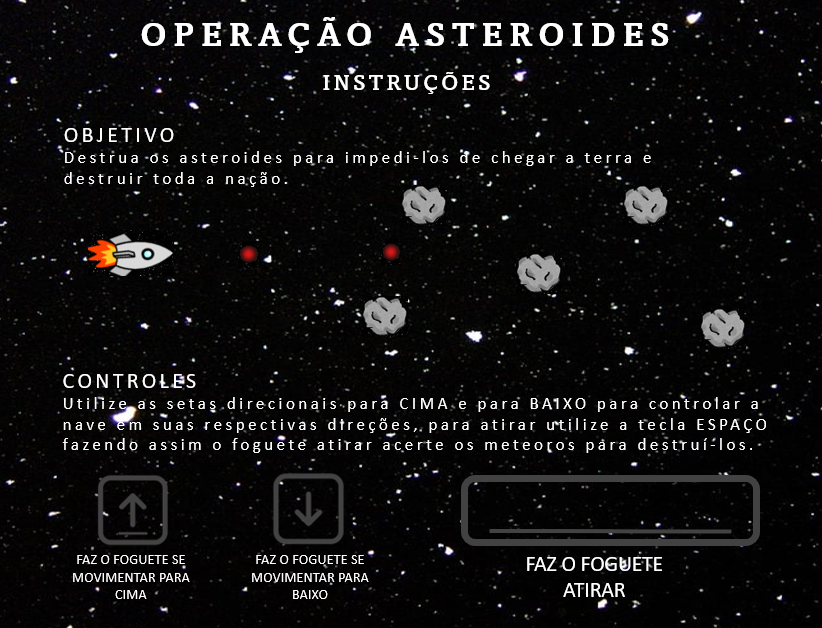 OPERAÇÃO ASTEROIDES
INSTRUÇÕES
OBJETIVO
Destrua os asteroides para impedi-los de chegar a terra e
destruir toda a nação.
CONTROLES
Utilize as setas direcionais para CIMA e para BAIXO para controlar a
nave em suas respectivas direções, para atirar utilize a tecla ESPAÇO
fazendo assim o foguete atirar acerte os meteoros para destruí-los.
FAZ O FOGUETE SE
MOVIMENTAR PARA
CIMA
FAZ O FOGUETE SE
MOVIMENTAR PARA
BAIXO
FAZ O FOGUETE
ATIRAR